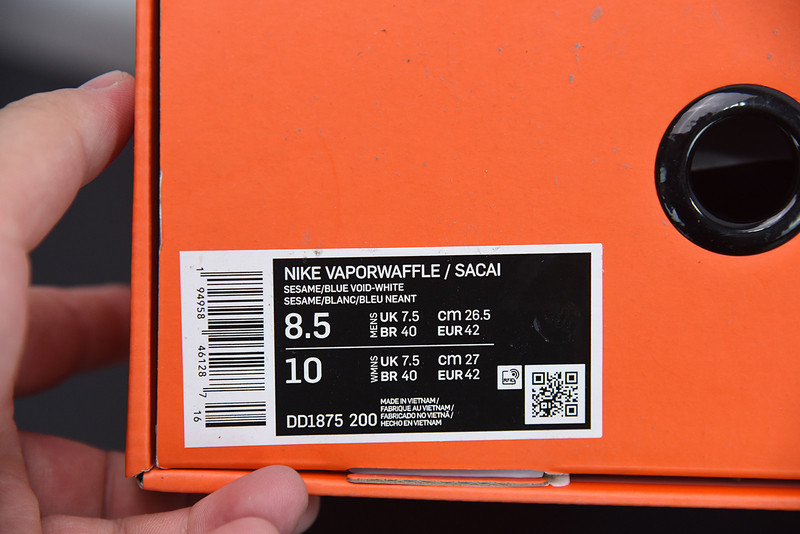 NIKE VAPORWAFFLE / SACAI
SESAME/BLUE VOID-WHITE
SESAME/BLANC/BLEU NEANT
8.5 MENS UK 7.5 cm 26.5
BR 40 EUR 42
10 WMNS UK 7.5 cm 27
BR 40 EUR 42
RFID
DD1875 200
MADE IN VIETNAM /
FABRIQUE AU VIETNAM /
FABRICADO NO VIETNÃ /
HECHO EN VIETNAM
1 94958 46128 7 16